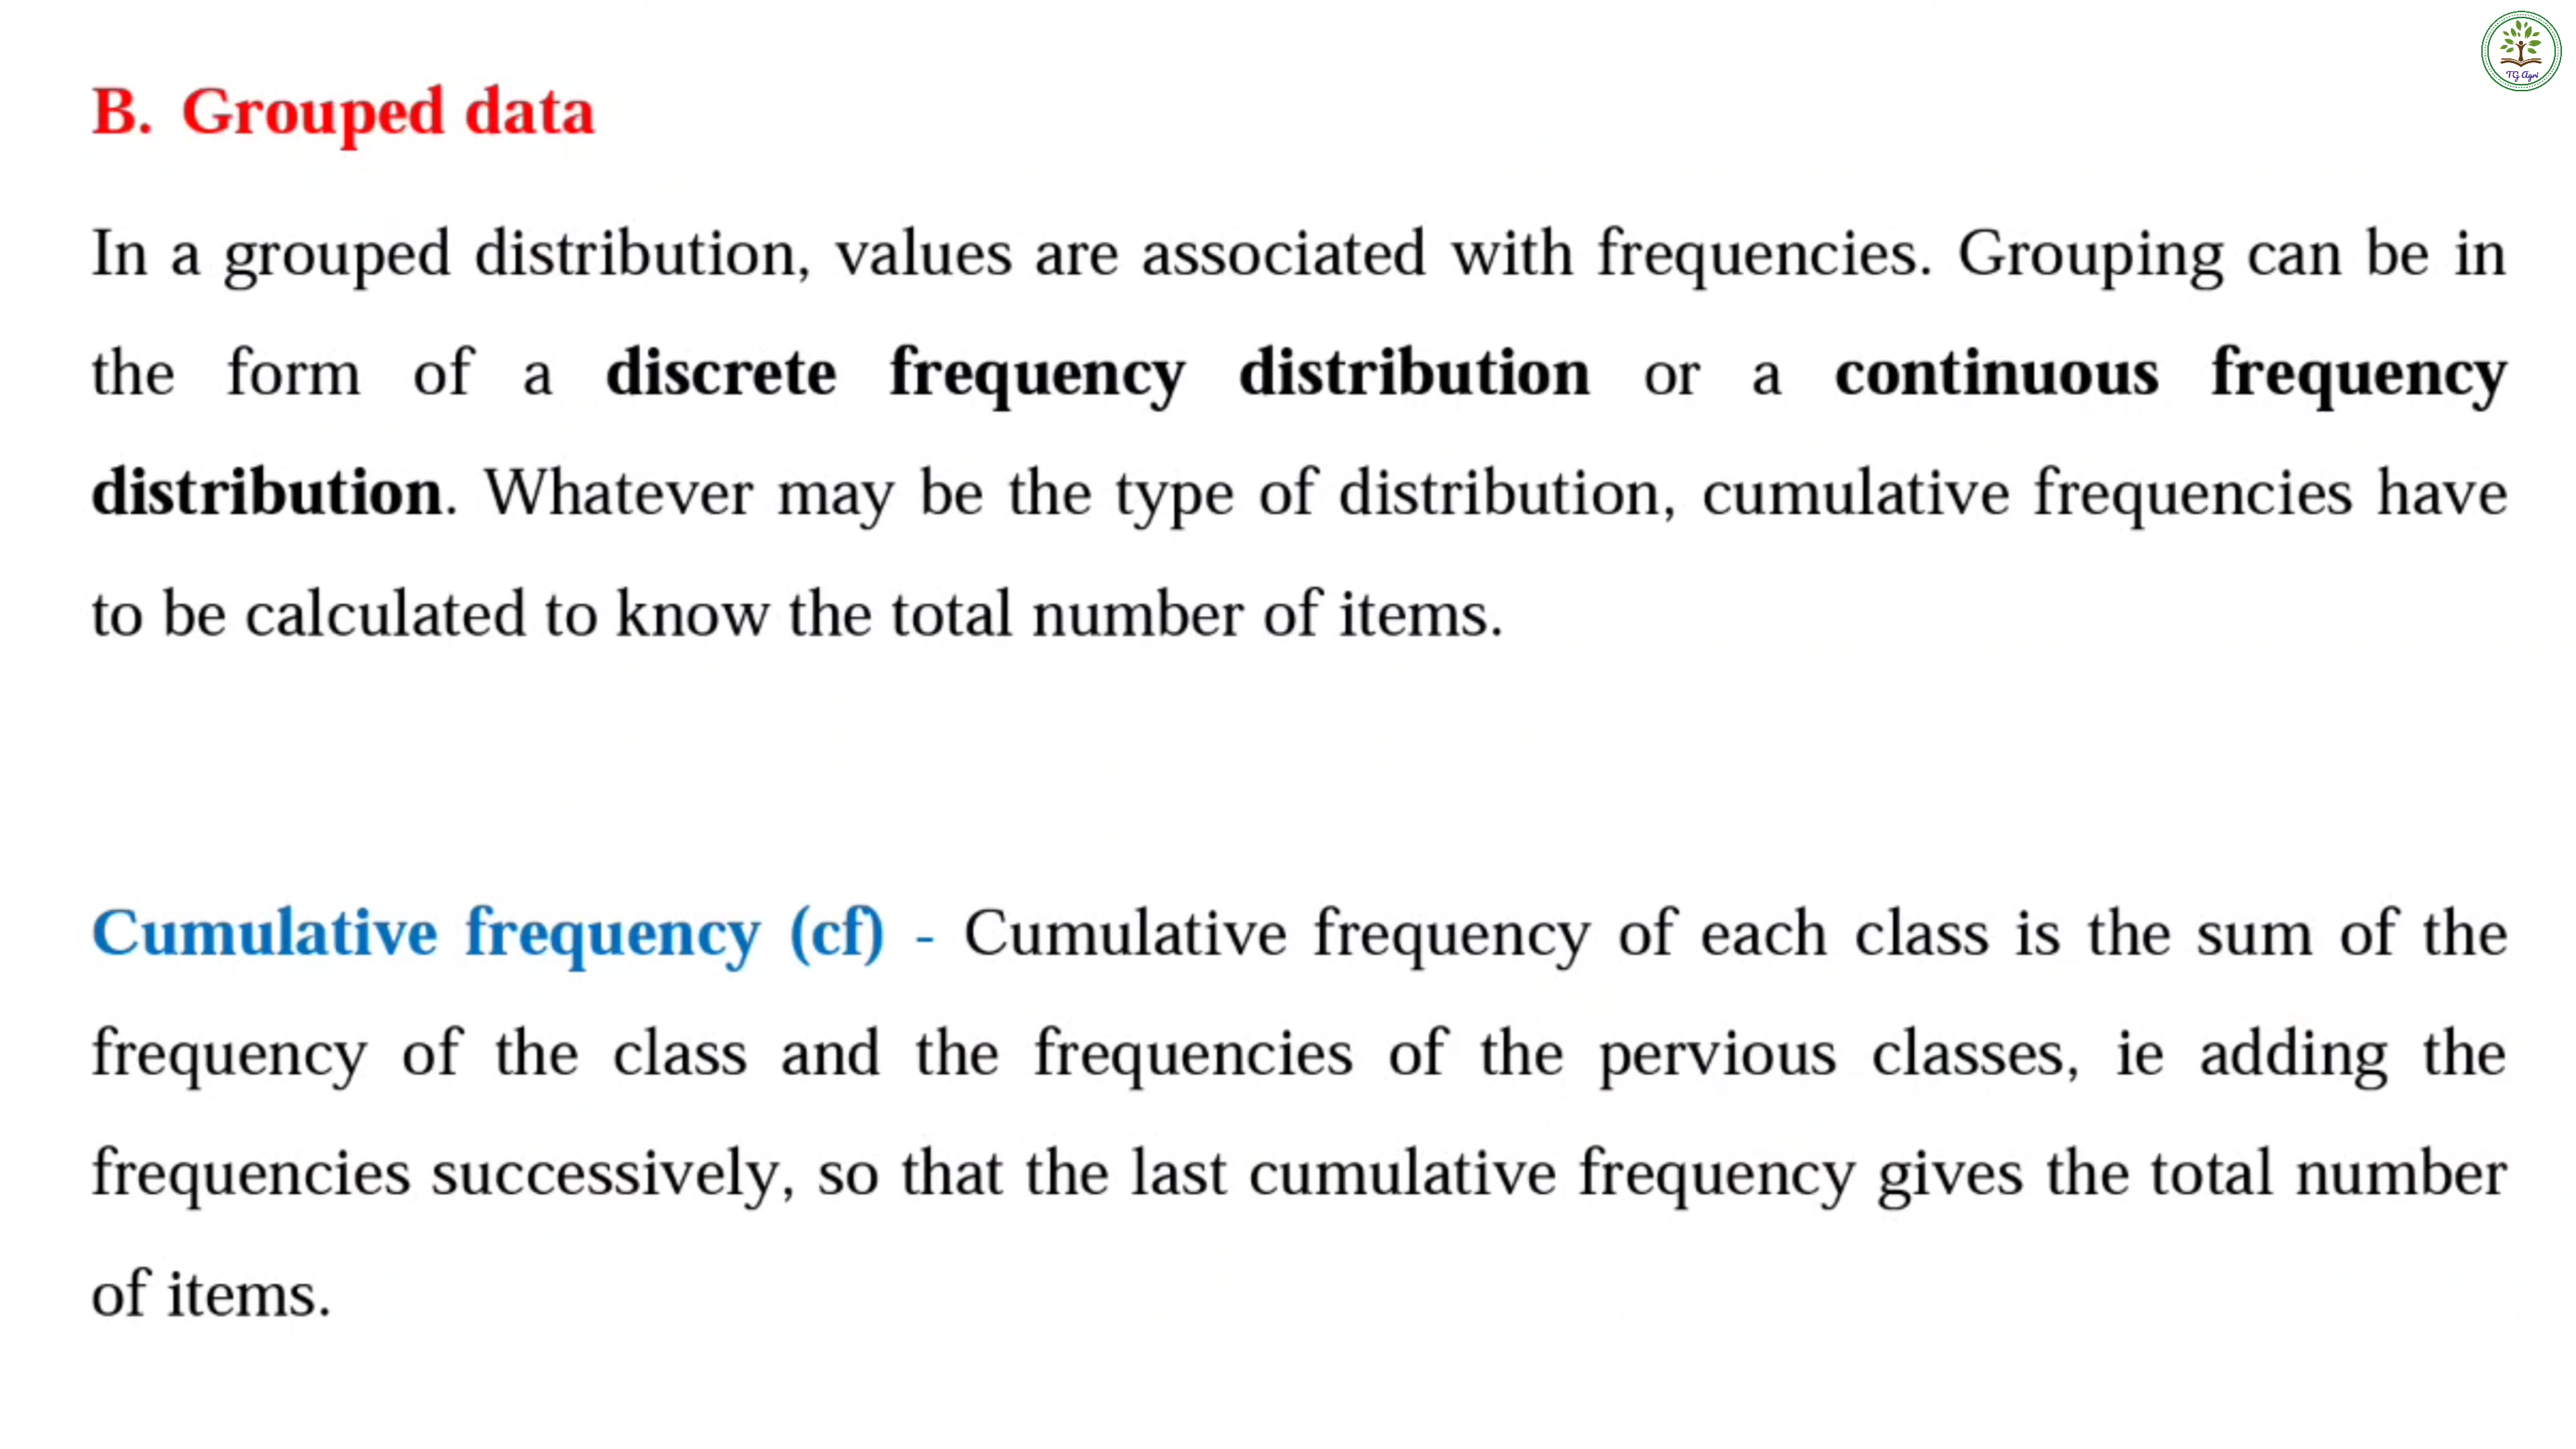 TG Agri
B. Grouped data
In a grouped distribution, values are associated with frequencies. Grouping can be in
the form of a discrete frequency distribution or a continuous frequency
distribution. Whatever may be the type of distribution, cumulative frequencies have
to be calculated to know the total number of items.
Cumulative frequency (cf) - Cumulative frequency of each class is the sum of the
frequency of the class and the frequencies of the pervious classes, ie adding the
frequencies successively, so that the last cumulative frequency gives the total number
of items.